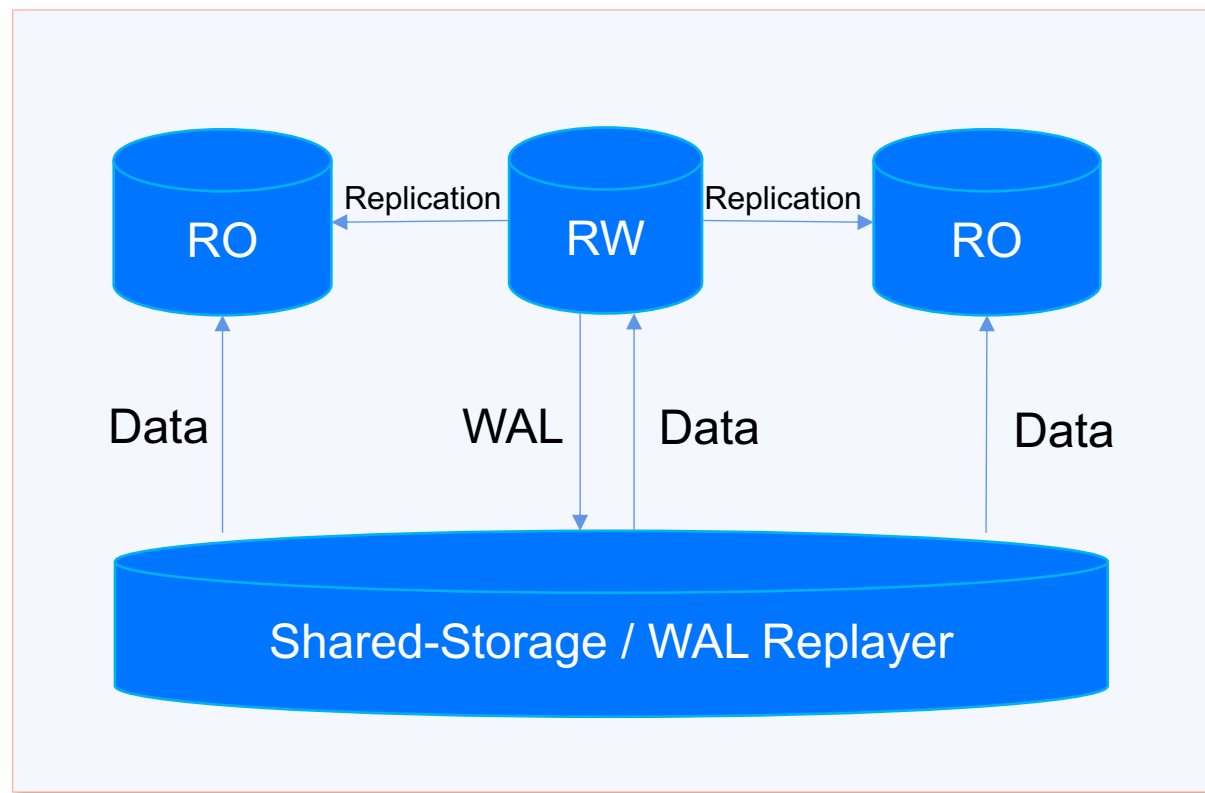 Replication
Replication
RO
RW
RO
Data
WAL
Data
Data
Shared-Storage / WAL Replayer